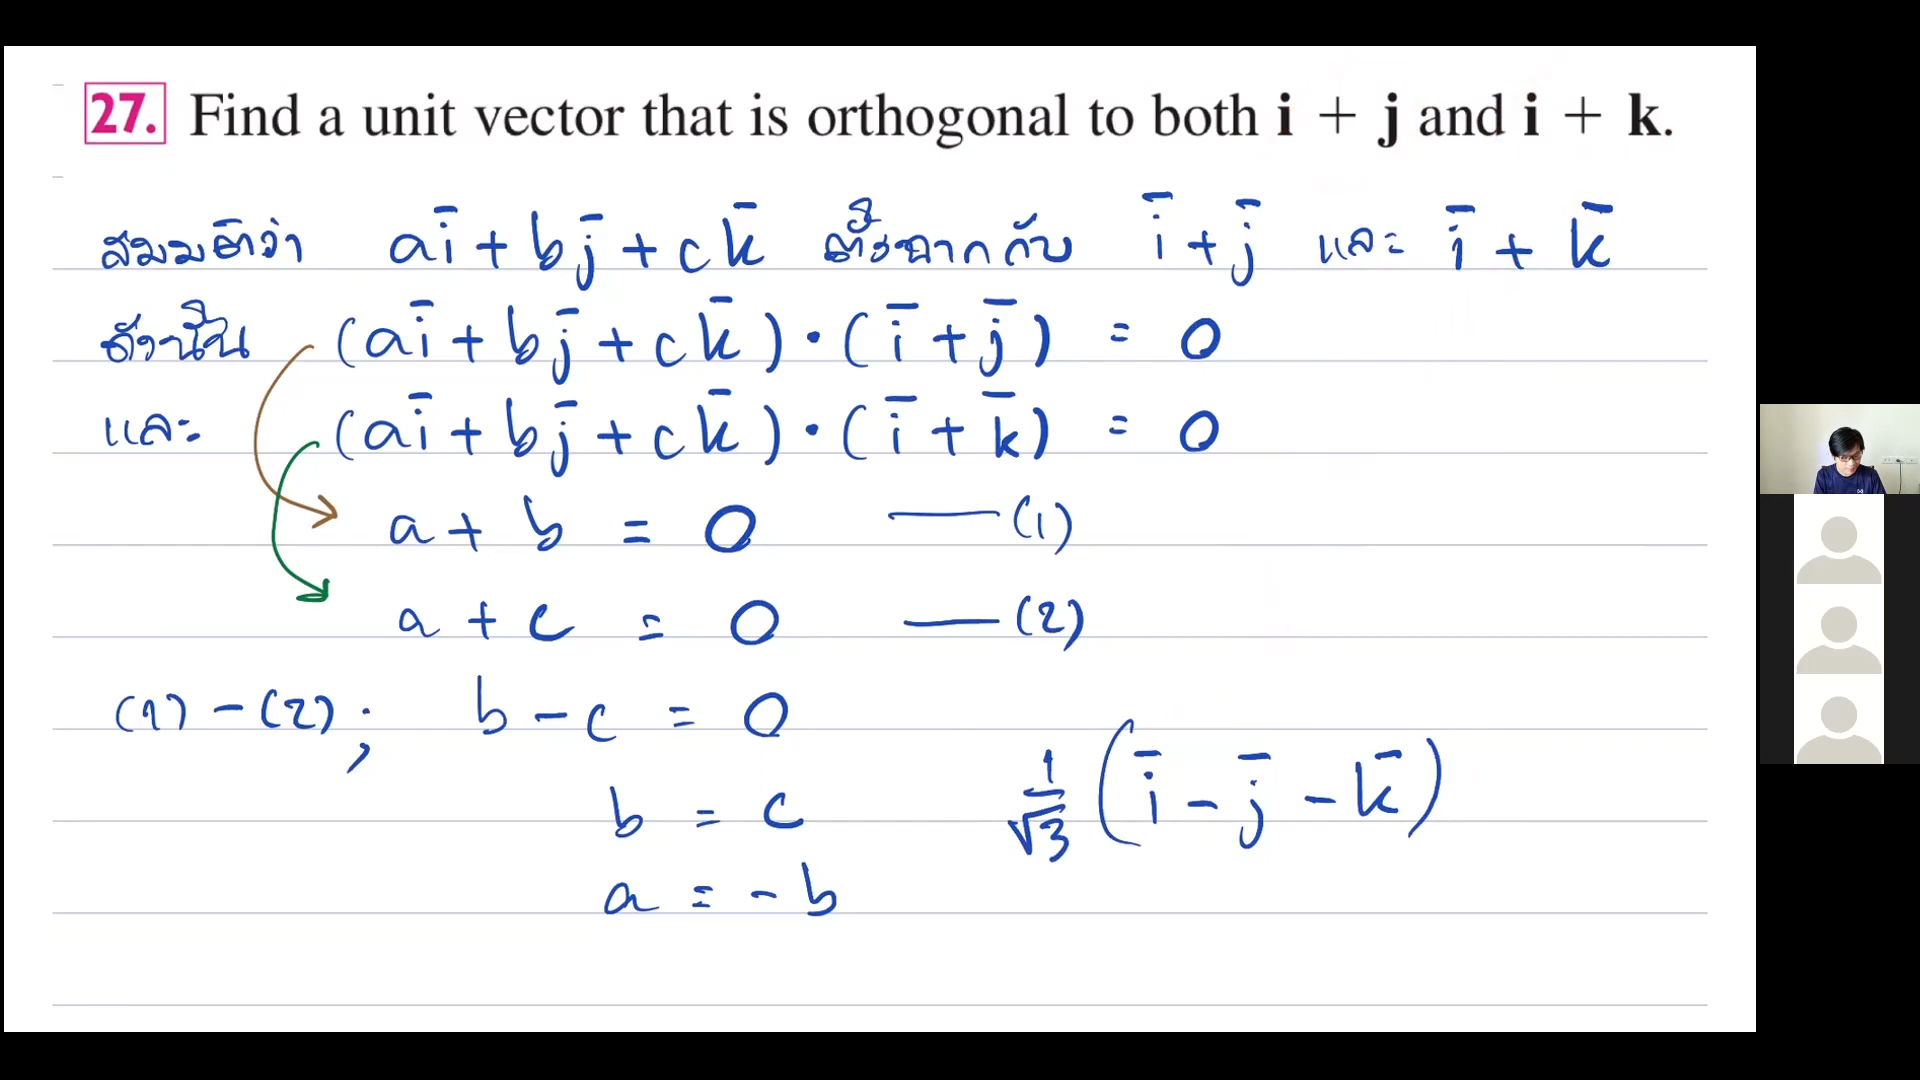 27. Find a unit vector that is orthogonal to both i + j and i + k.
สมมติว่า ai̅ + bj̅ + ck̅ ตั้งฉากกับ i̅ + j̅ และ i̅ + k̅
ดังนั้น (ai̅ + bj̅ + ck̅) · (i̅ + j̅) = 0
และ (ai̅ + bj̅ + ck̅) · (i̅ + k̅) = 0
a + b = 0 —(1)
a + c = 0 —(2)
(1) - (2); b - c = 0
b = c
1/√3 (i̅ - j̅ - k̅)
a = - b